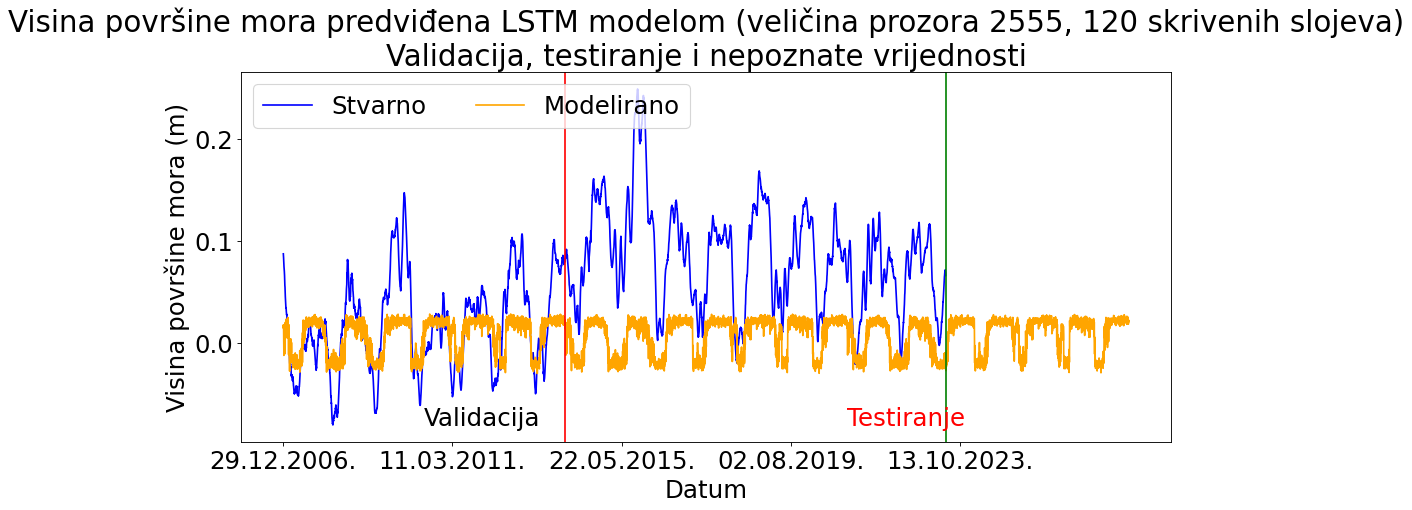 Visina površine mora predviđena LSTM modelom (veličina prozora 2555, 120 skrivenih slojeva)
Validacija, testiranje i nepoznate vrijednosti
Stvarno
Modelirano
Visina površine mora (m)
0.2
0.1
0.0
Validacija
Testiranje
29.12.2006.
11.03.2011.
22.05.2015.
02.08.2019.
13.10.2023.
Datum